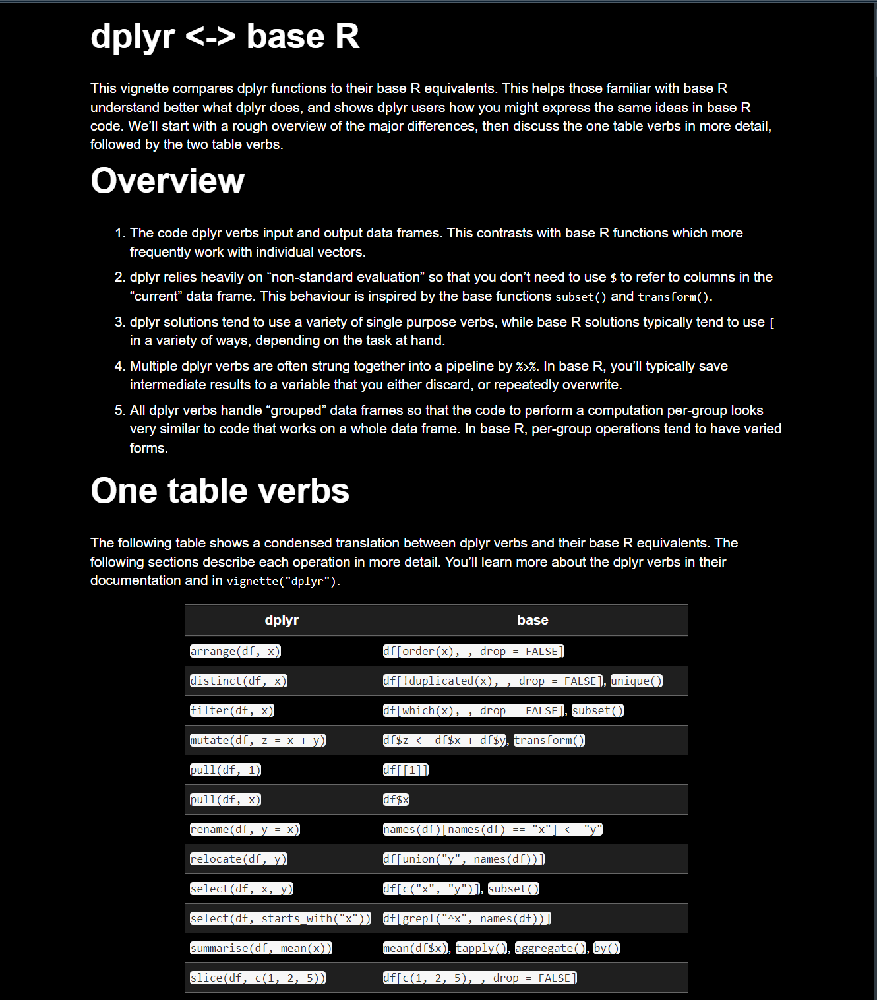 dplyr <-> base R
This vignette compares dplyr functions to their base R equivalents. This helps those familiar with base R
understand better what dplyr does, and shows dplyr users how you might express the same ideas in base R
code. We’ll start with a rough overview of the major differences, then discuss the one table verbs in more detail,
followed by the two table verbs.
Overview
1. The code dplyr verbs input and output data frames. This contrasts with base R functions which more
frequently work with individual vectors.
2. dplyr relies heavily on “non-standard evaluation” so that you don’t need to use $ to refer to columns in the
“current” data frame. This behaviour is inspired by the base functions subset() and transform().
3. dplyr solutions tend to use a variety of single purpose verbs, while base R solutions typically tend to use [
in a variety of ways, depending on the task at hand.
4. Multiple dplyr verbs are often strung together into a pipeline by %>%. In base R, you’ll typically save
intermediate results to a variable that you either discard, or repeatedly overwrite.
5. All dplyr verbs handle “grouped” data frames so that the code to perform a computation per-group looks
very similar to code that works on a whole data frame. In base R, per-group operations tend to have varied
forms.
One table verbs
The following table shows a condensed translation between dplyr verbs and their base R equivalents. The
following sections describe each operation in more detail. You’ll learn more about the dplyr verbs in their
documentation and in vignette("dplyr").
dplyr base
arrange(df, x) df[order(x), , drop = FALSE]
distinct(df, x) df[!duplicated(x), , drop = FALSE], unique()
filter(df, x) df[which(x), , drop = FALSE], subset()
mutate(df, z = x + y) df$z <- df$x + df$y, transform()
pull(df, 1) df[[1]]
pull(df, x) df$x
rename(df, y = x) names(df)[names(df) == "x"] <- "y"
relocate(df, y) df[union("y", names(df))]
select(df, x, y) df[c("x", "y")], subset()
select(df, starts_with("x")) df[grepl("^x", names(df))]
summarise(df, mean(x)) mean(df$x), tapply(), aggregate(), by()
slice(df, c(1, 2, 5)) df[c(1, 2, 5), , drop = FALSE]